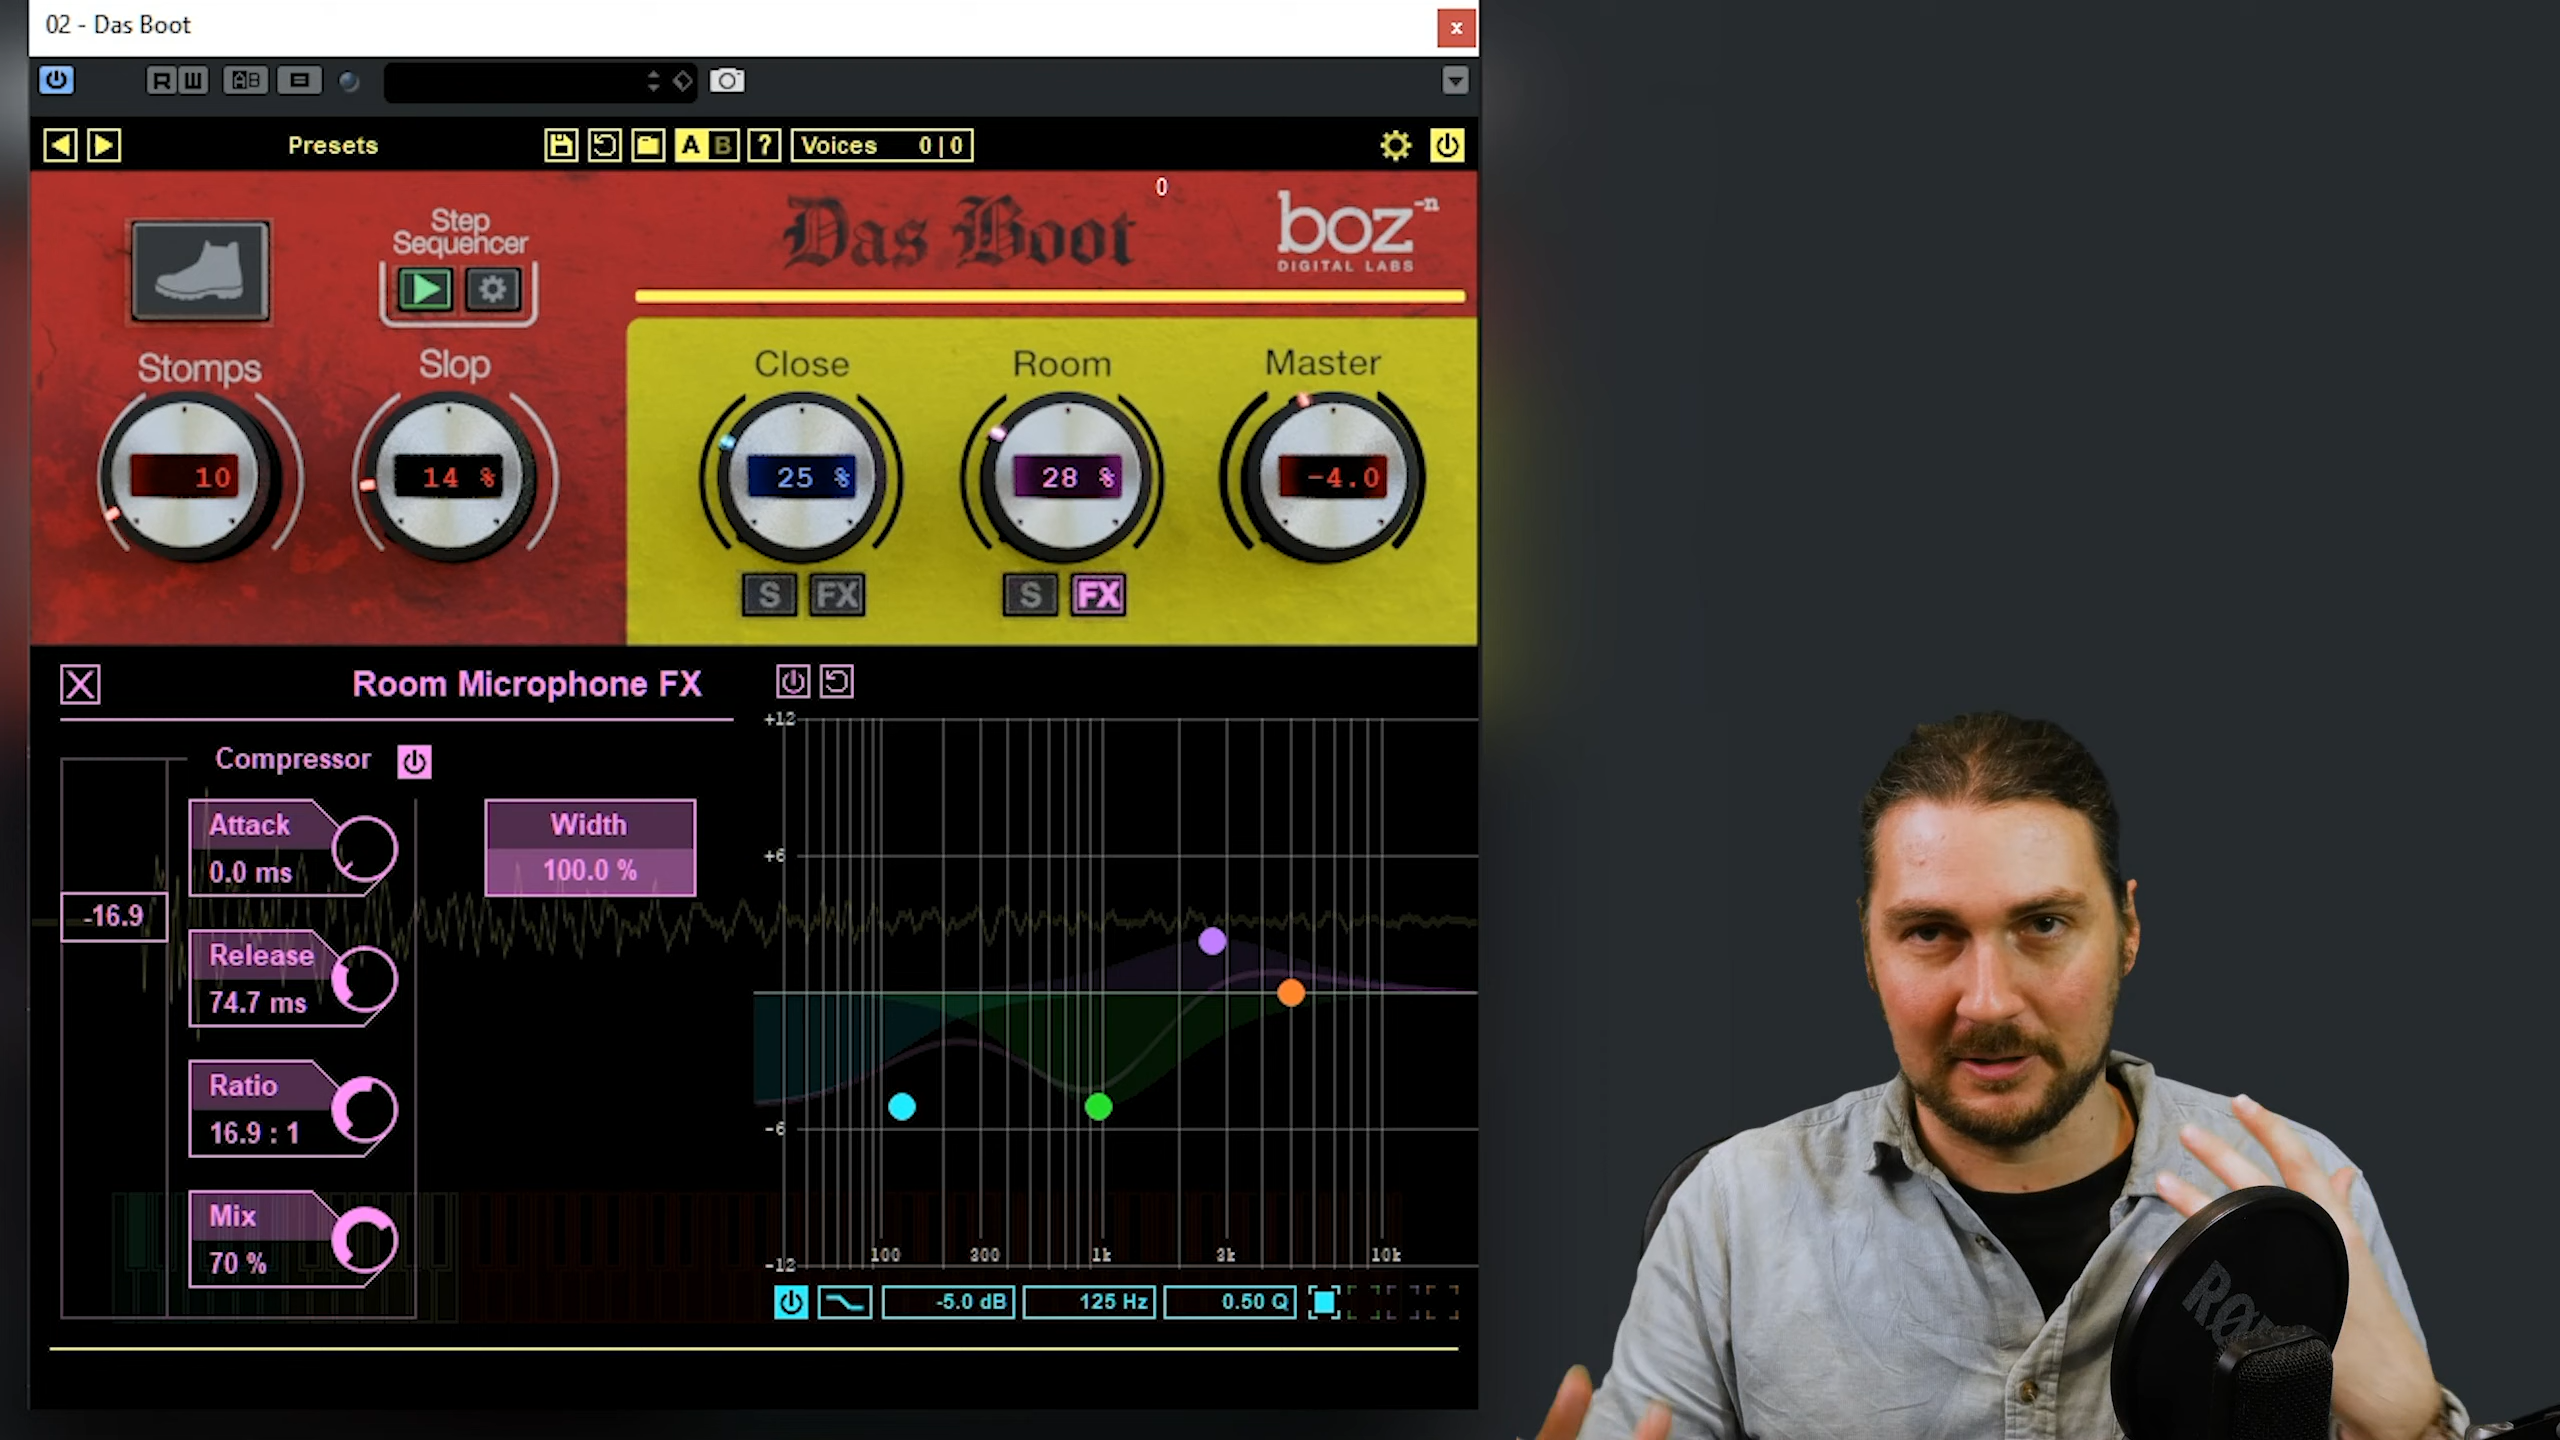 02 - Das Boot
x
R W AB
Presets
A B ? Voices 0|0
0
Step
Sequencer
Das Boot
boz-n
DIGITAL LABS
Stomps
Slop
Close
Room
Master
10
14 %
25 %
28 %
-4.0
S FX
S FX
X
Room Microphone FX
+12
+6
-6
-12
Compressor
Attack
0.0 ms
Width
100.0 %
-16.9
Release
74.7 ms
Ratio
16.9 : 1
Mix
70 %
100 300 1k 3k 10k
-5.0 dB 125 Hz 0.50 Q
RØDE